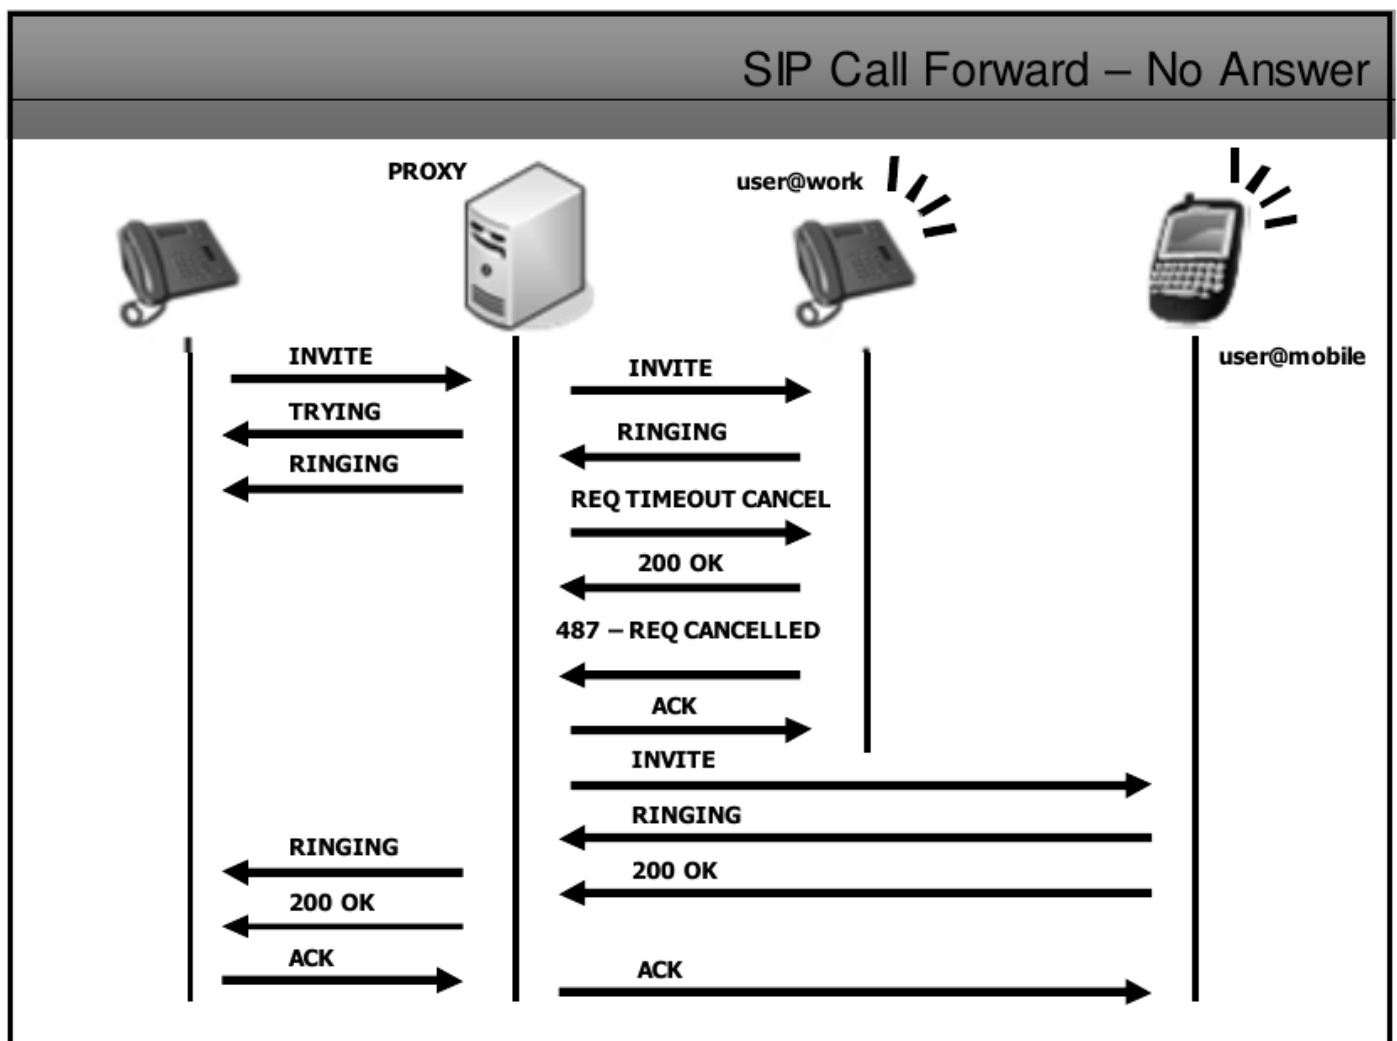 SIP Call Forward – No Answer
PROXY
user@work
user@mobile
INVITE
INVITE
TRYING
RINGING
RINGING
REQ TIMEOUT CANCEL
200 OK
487 – REQ CANCELLED
ACK
INVITE
RINGING
RINGING
200 OK
200 OK
ACK
ACK